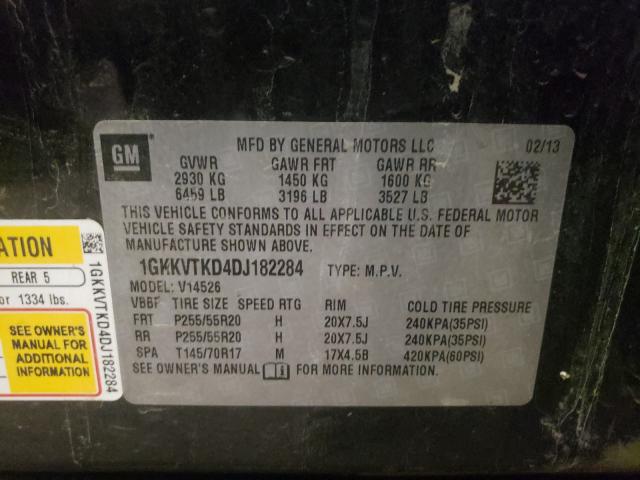 GM
MFD BY GENERAL MOTORS LLC 02/13
GVWR GAWR FRT GAWR RR
2930 KG 1450 KG 1600 KG
6459 LB 3196 LB 3527 LB
THIS VEHICLE CONFORMS TO ALL APPLICABLE U.S. FEDERAL MOTOR
VEHICLE SAFETY STANDARDS IN EFFECT ON THE DATE OF
MANUFACTURE SHOWN ABOVE.
1GKKVTKD4DJ182284 TYPE: M.P.V.
MODEL: V14526
VBBF TIRE SIZE SPEED RTG RIM COLD TIRE PRESSURE
FRT P255/55R20 H 20X7.5J 240KPA(35PSI)
RR P255/55R20 H 20X7.5J 240KPA(35PSI)
SPA T145/70R17 M 17X4.5B 420KPA(60PSI)
SEE OWNER'S MANUAL FOR MORE INFORMATION.
ATION
REAR 5
or 1334 lbs.
SEE OWNER'S
MANUAL FOR
ADDITIONAL
INFORMATION
1GKKVTKD4DJ182284